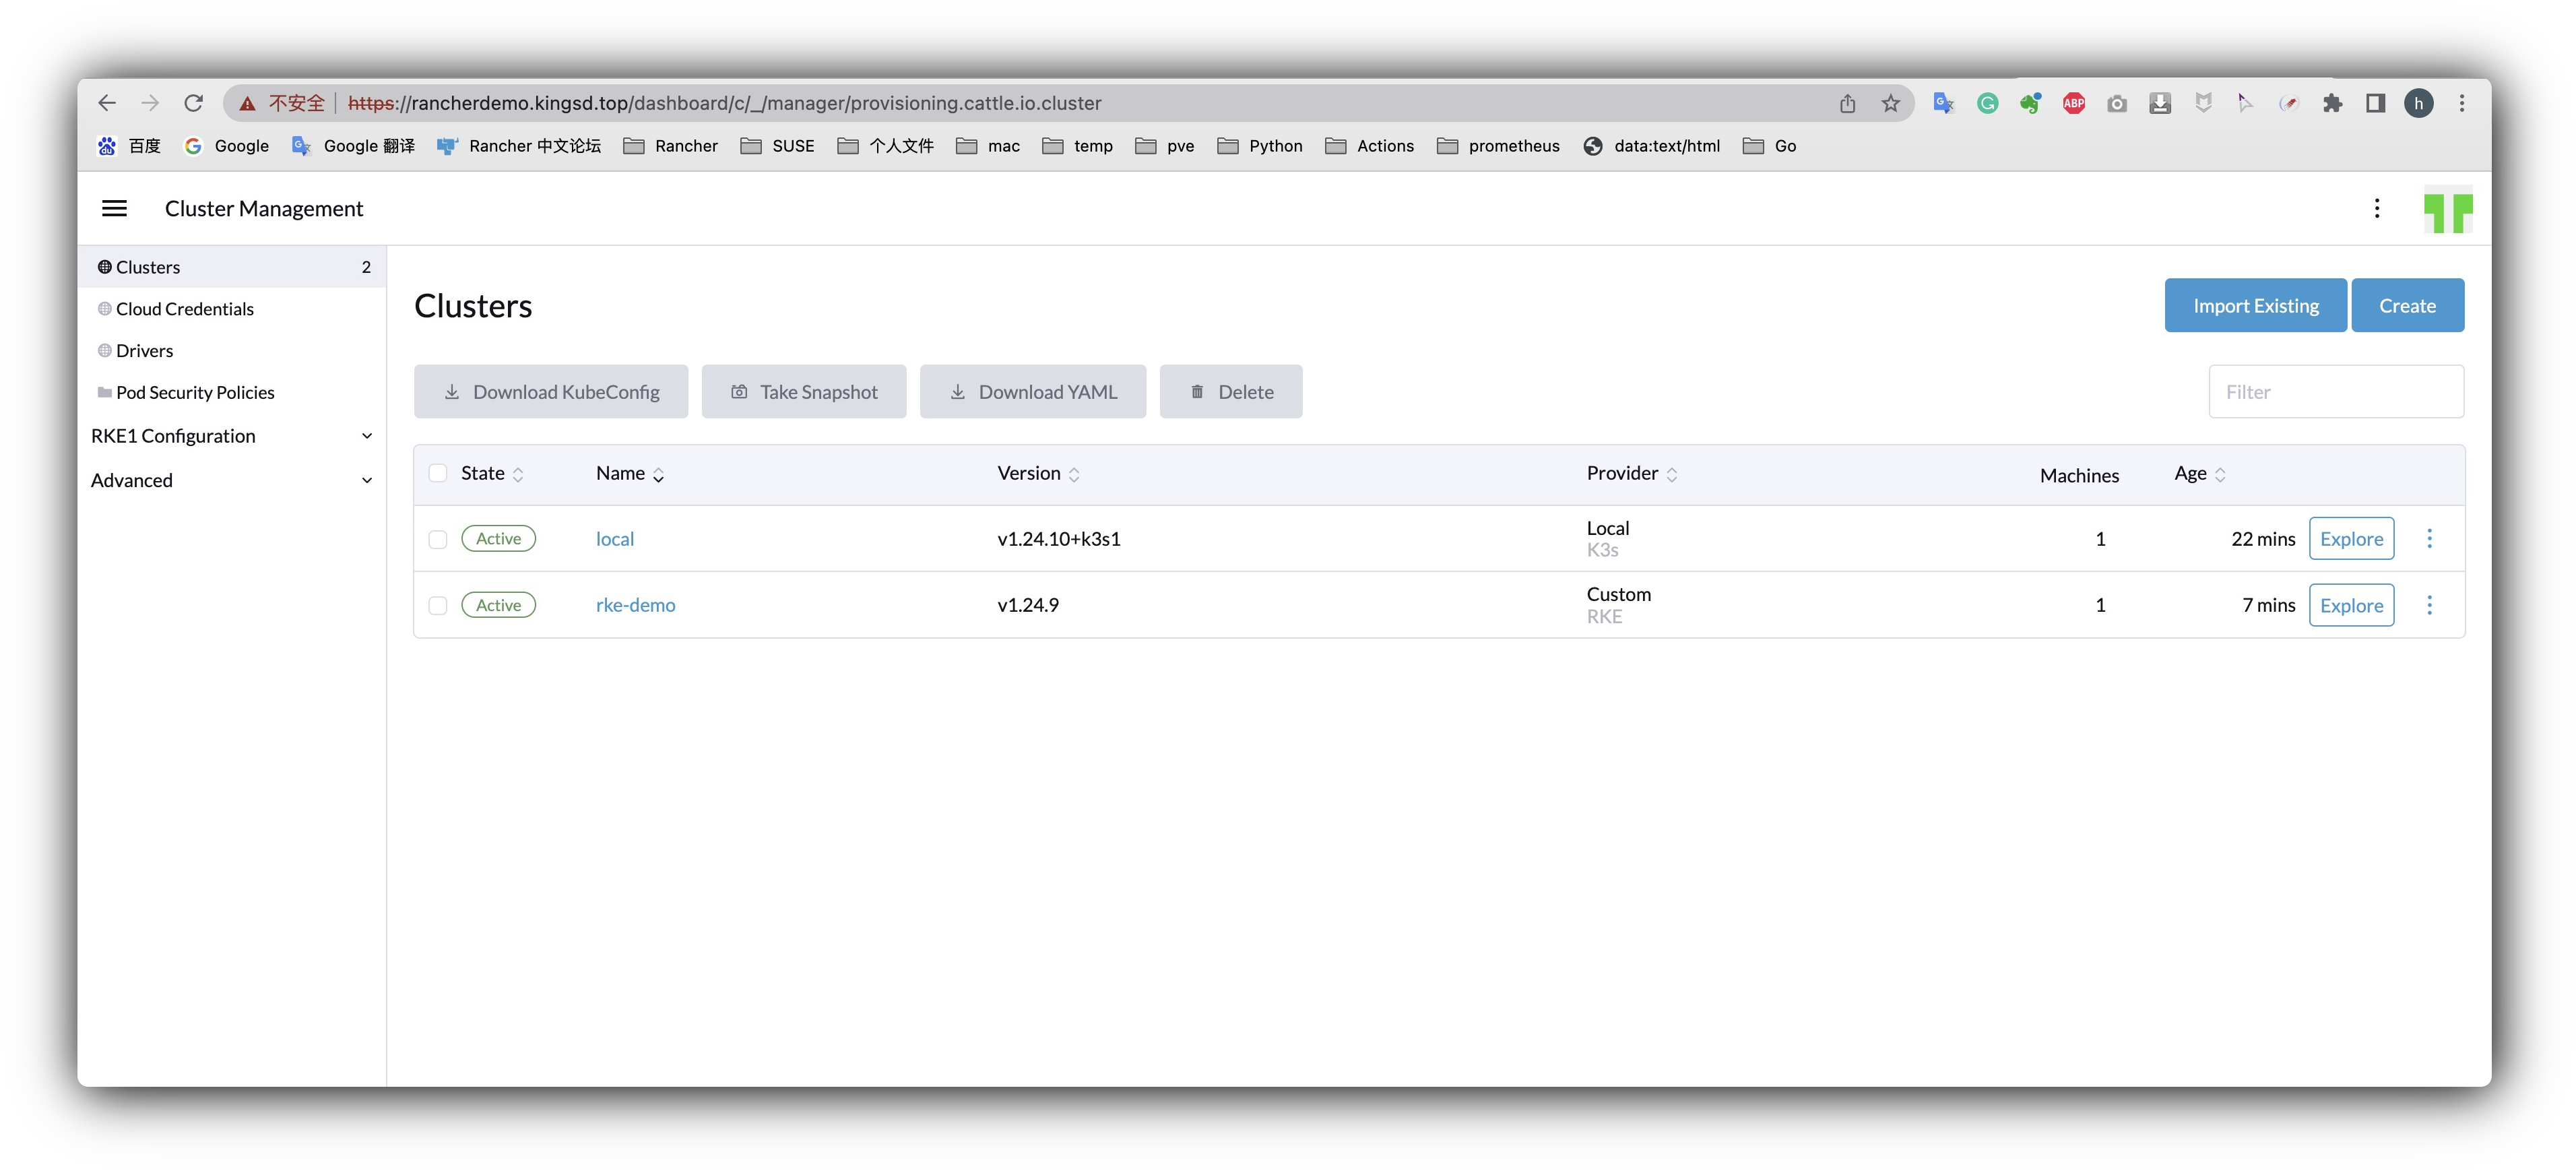 不安全 https://rancherdemo.kingsd.top/dashboard/c/_/manager/provisioning.cattle.io.cluster ABP h
百度 Google Google 翻译 Rancher 中文论坛 Rancher SUSE 个人文件 mac temp pve Python Actions prometheus data:text/html Go
Cluster Management
Clusters 2
Cloud Credentials
Drivers
Pod Security Policies
RKE1 Configuration
Advanced
Clusters
Import Existing Create
Download KubeConfig Take Snapshot Download YAML Delete Filter
State Name Version Provider Machines Age
Active local v1.24.10+k3s1 Local 1 22 mins Explore
K3s
Active rke-demo v1.24.9 Custom 1 7 mins Explore
RKE